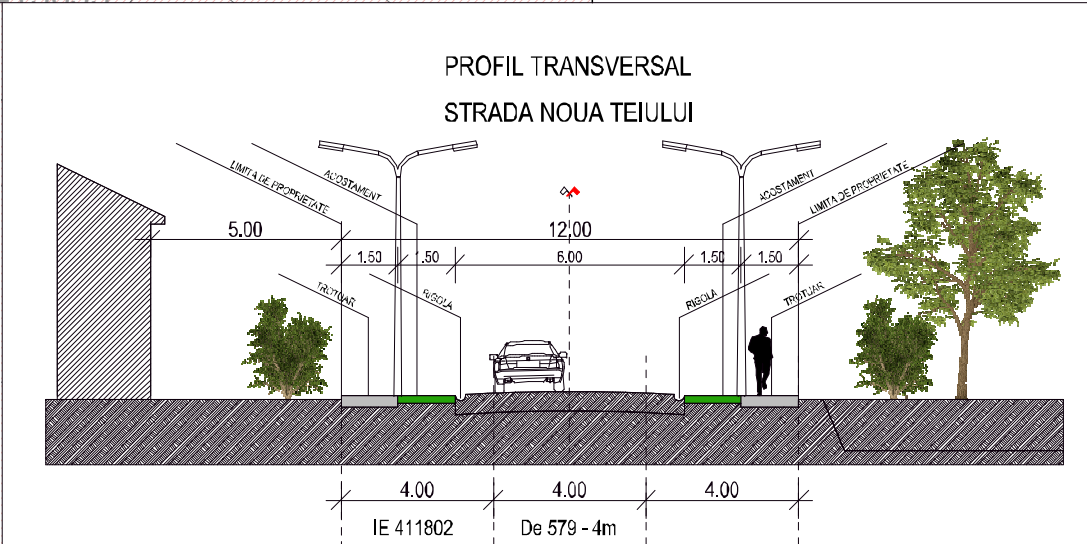 PROFIL TRANSVERSAL
STRADA NOUA TEIULUI
LIMITA DE PROPRIETATE
ACOSTAMENT
ACOSTAMENT
LIMITA DE PROPRIETATE
5.00
12.00
1.50
1.50
6.00
1.50
1.50
TROTUAR
RIGOLA
RIGOLA
TROTUAR
4.00
4.00
4.00
IE 411802
De 579 - 4m